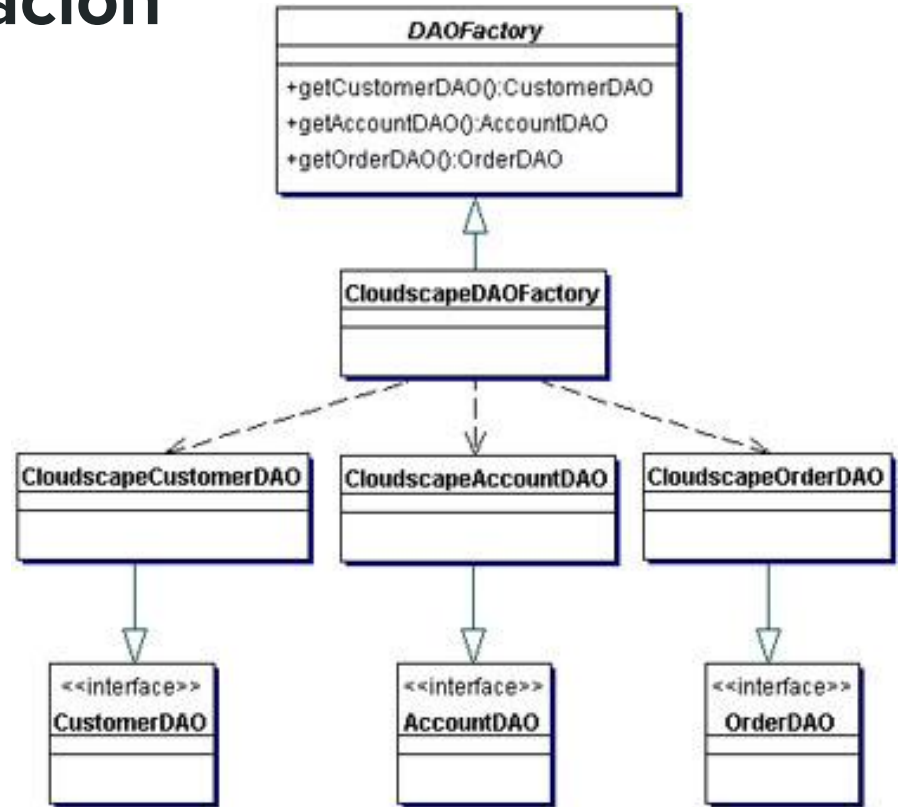 ación
DAOFactory
+getCustomerDAO():CustomerDAO
+getAccountDAO():AccountDAO
+getOrderDAO():OrderDAO
CloudscapeDAOFactory
CloudscapeCustomerDAO
CloudscapeAccountDAO
CloudscapeOrderDAO
<<interface>>
CustomerDAO
<<interface>>
AccountDAO
<<interface>>
OrderDAO